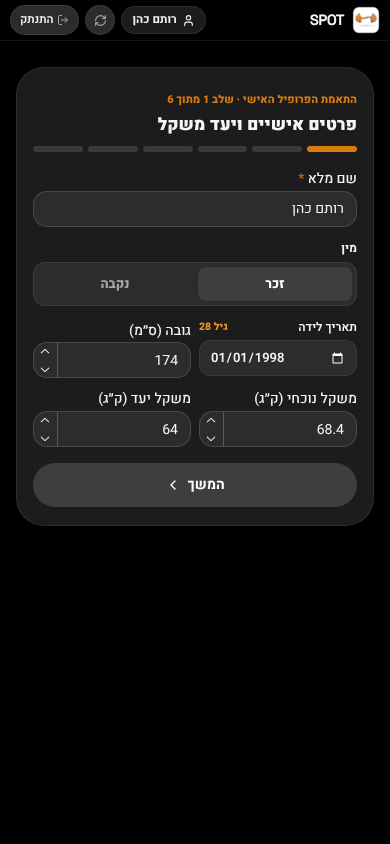 SPOT
רותם כהן
התנתק
התאמת הפרופיל האישי · שלב 1 מתוך 6
פרטים אישיים ויעד משקל
שם מלא *
רותם כהן
מין
זכר
נקבה
תאריך לידה
גיל 28
גובה (ס״מ)
01/01/1998
174
משקל נוכחי (ק״ג)
משקל יעד (ק״ג)
68.4
64
המשך